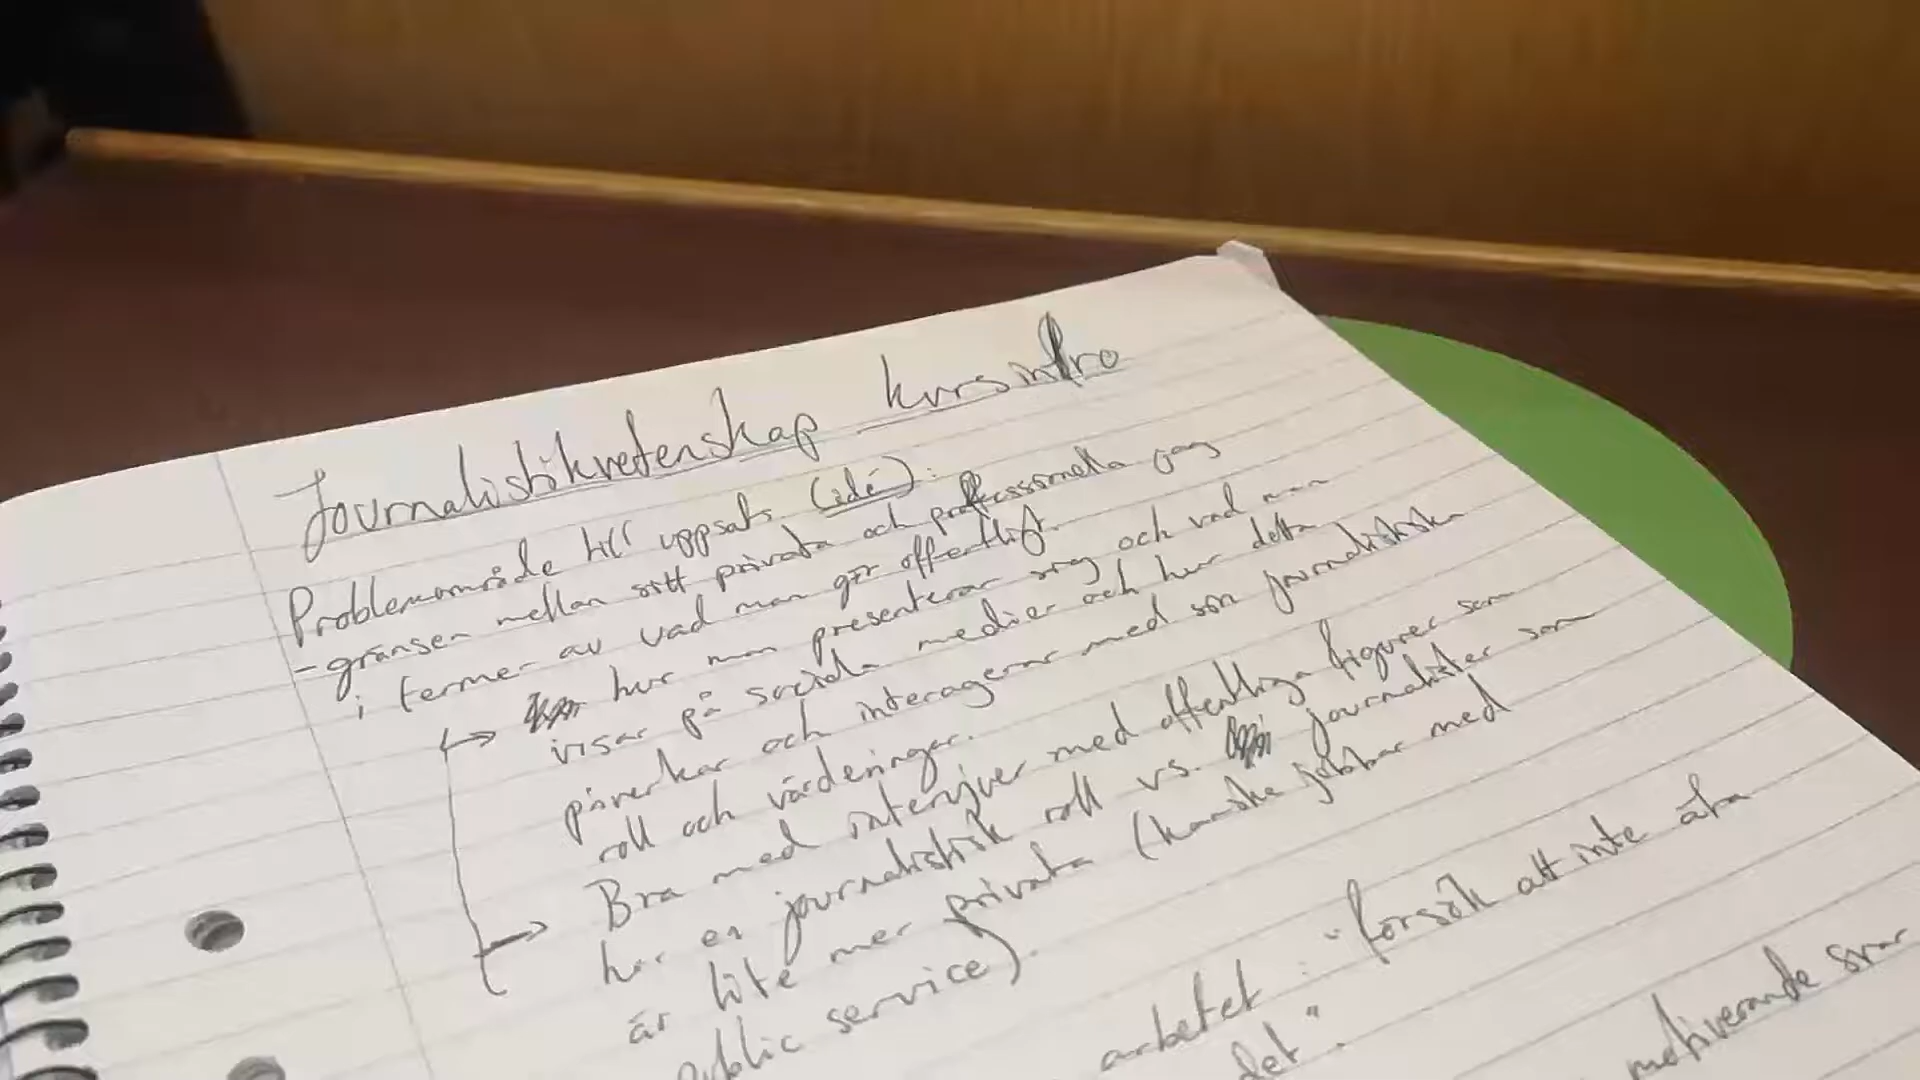 Journalistikvetenskap kursintro
Problemområde till uppsats (idé):
- gränsen mellan sitt privata och professionella jag
i termer av vad man gör offentligt.
→ hur man presenterar sig och vad man
visar på sociala medier och hur detta
påverkar och interagerar med sin journalistiska
roll och värderingar.
→ Bra med intervjuer med offentliga figurer som
har en journalistisk roll vs. journalister som
är lite mer privata (kanske jobbar med
public service).
arbetet: "försök att inte äta
det".
motiverande svar